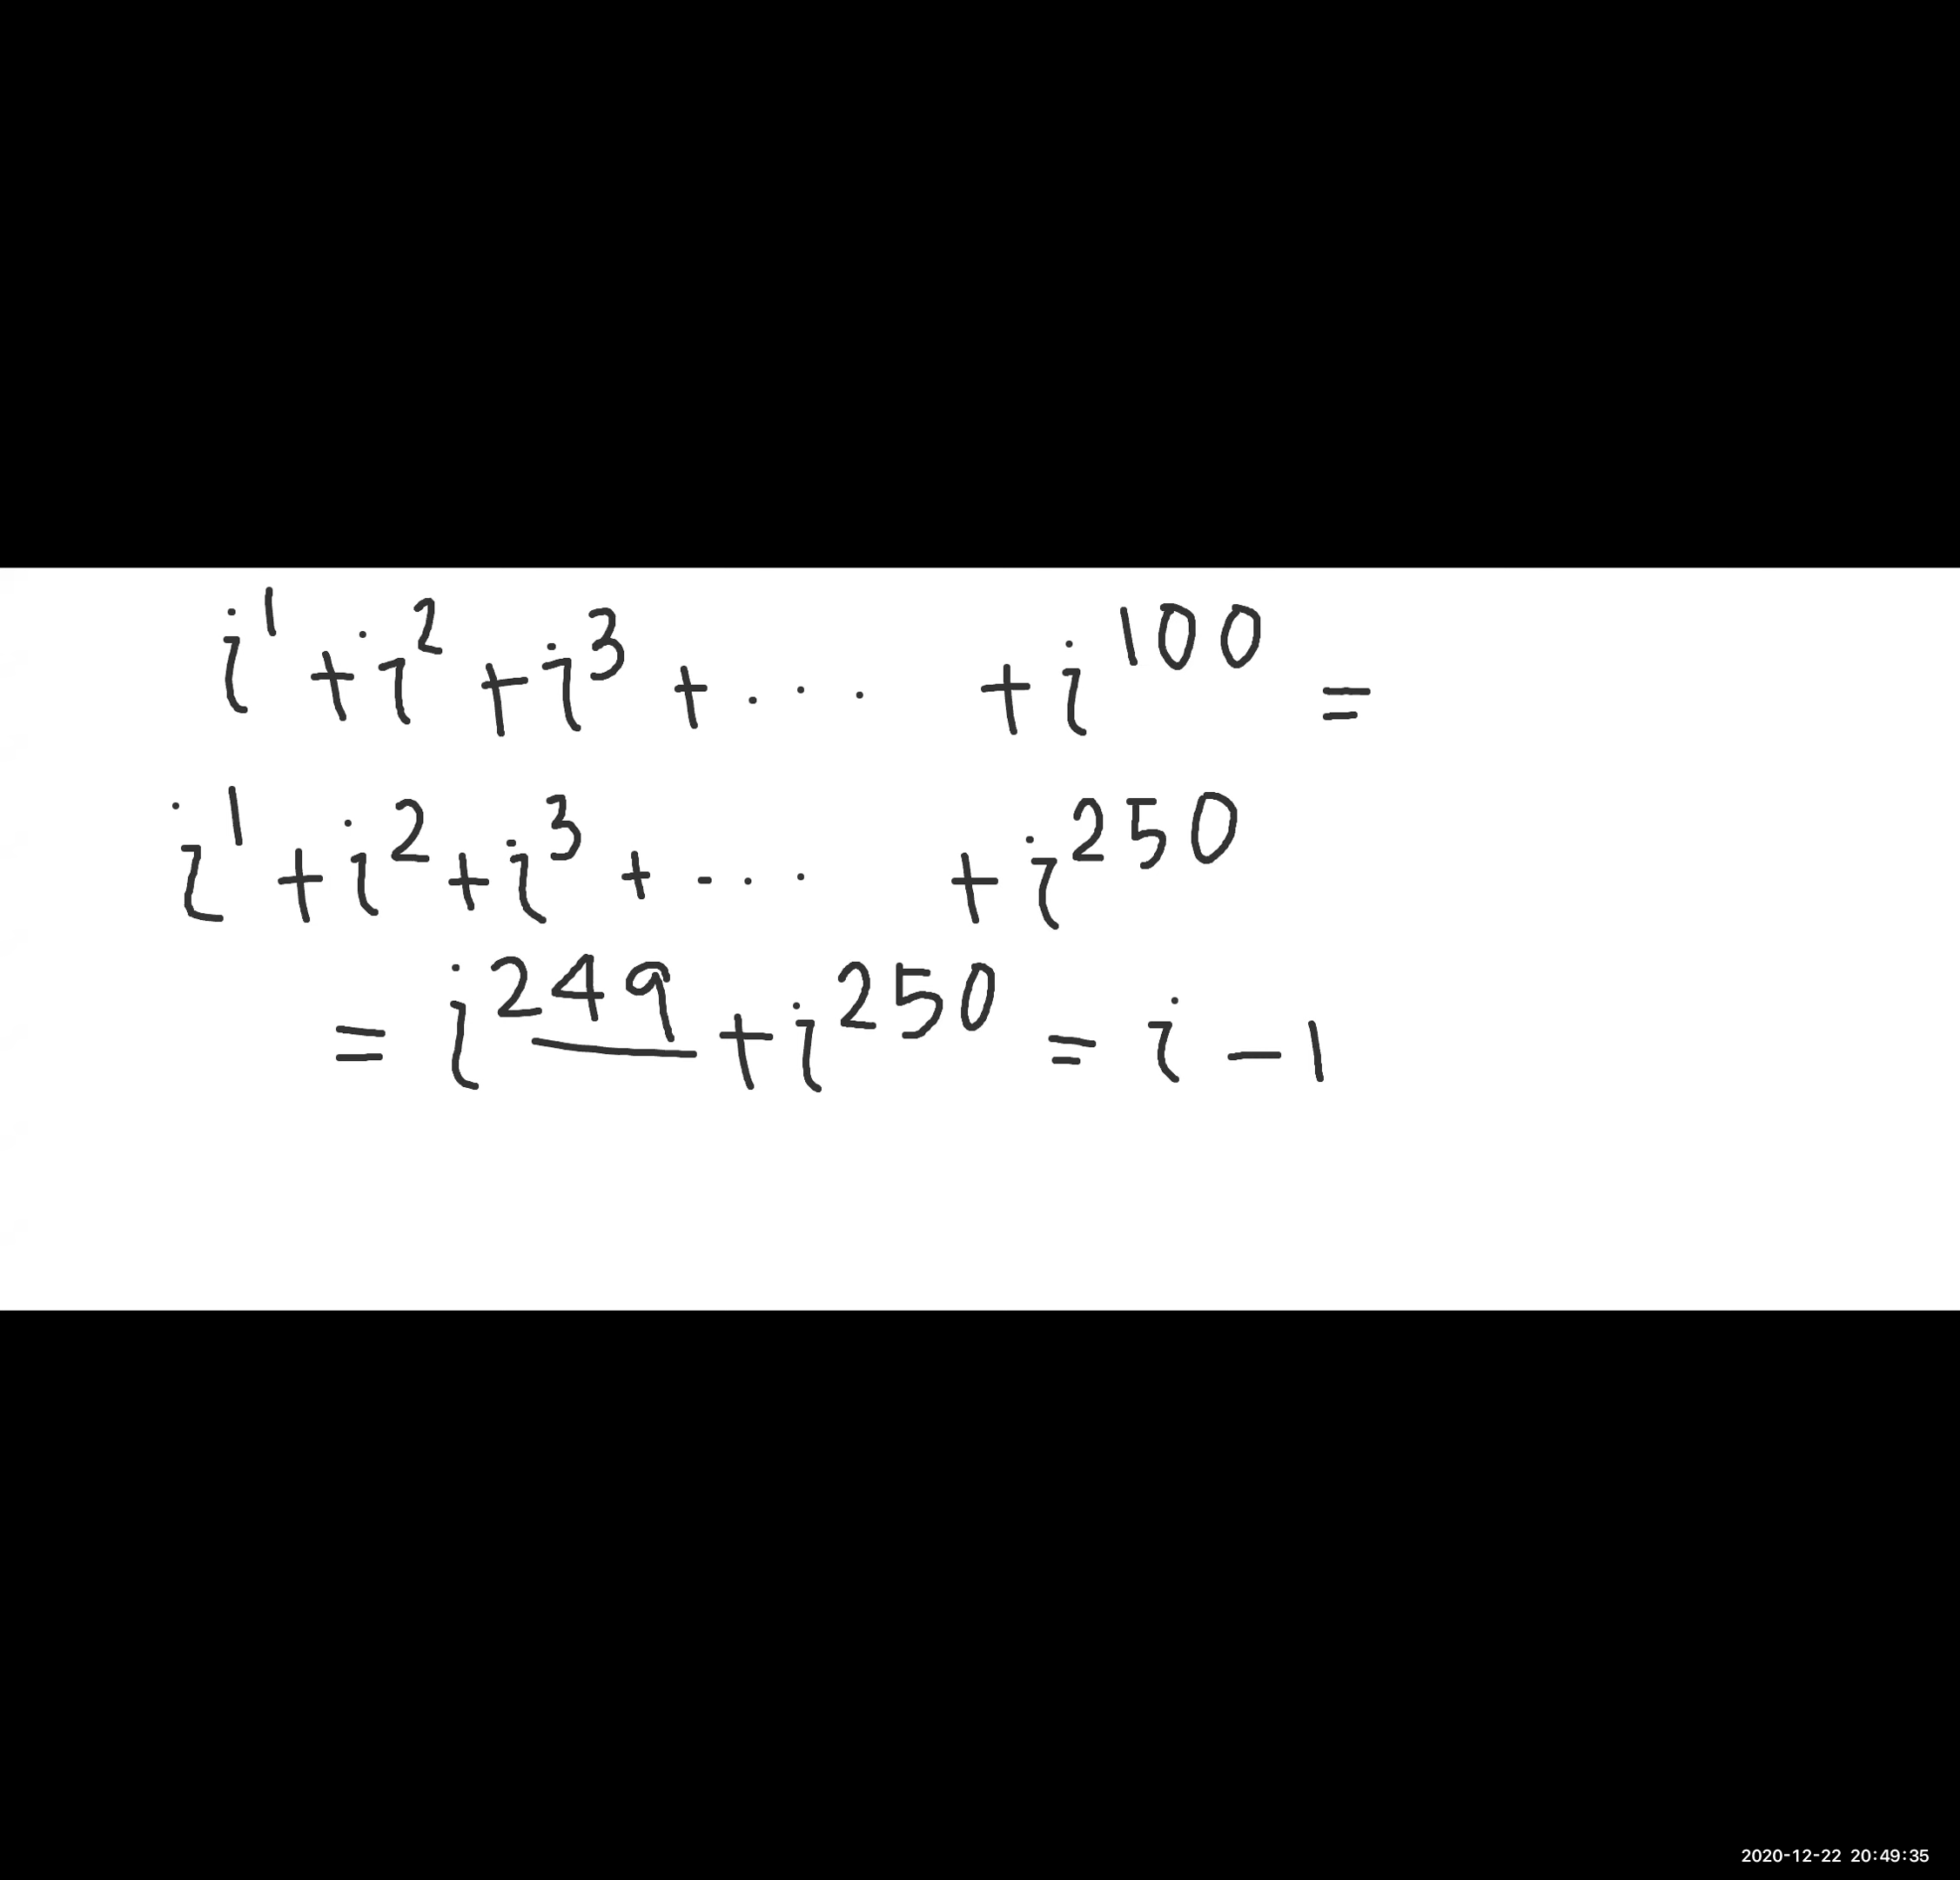 i¹ + i² + i³ + ... + i¹⁰⁰ =
i¹ + i² + i³ + ... + i²⁵⁰
= i²⁴⁹ + i²⁵⁰ = i - 1
2020-12-22 20:49:35